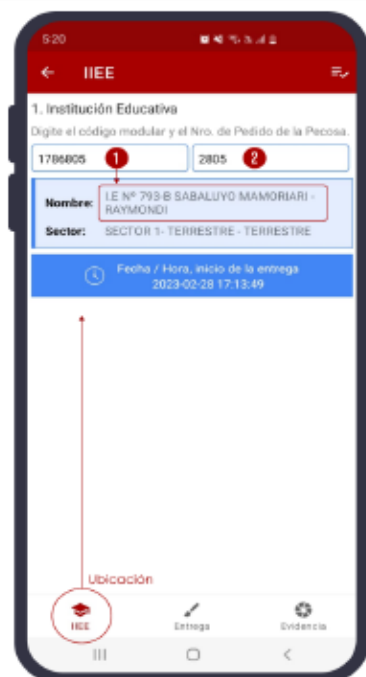 5:20
IIEE
1. Institución Educativa
Digite el código modular y el Nro. de Pedido de la Pecosa.
1786805 1 2805 2
Nombre: I.E Nº 793-B SABALUYO MAMORIARI -
RAYMONDI
Sector: SECTOR 1- TERRESTRE - TERRESTRE
Fecha / Hora, inicio de la entrega
2023-02-28 17:13:49
Ubicación
IIEE Entrega Evidencia